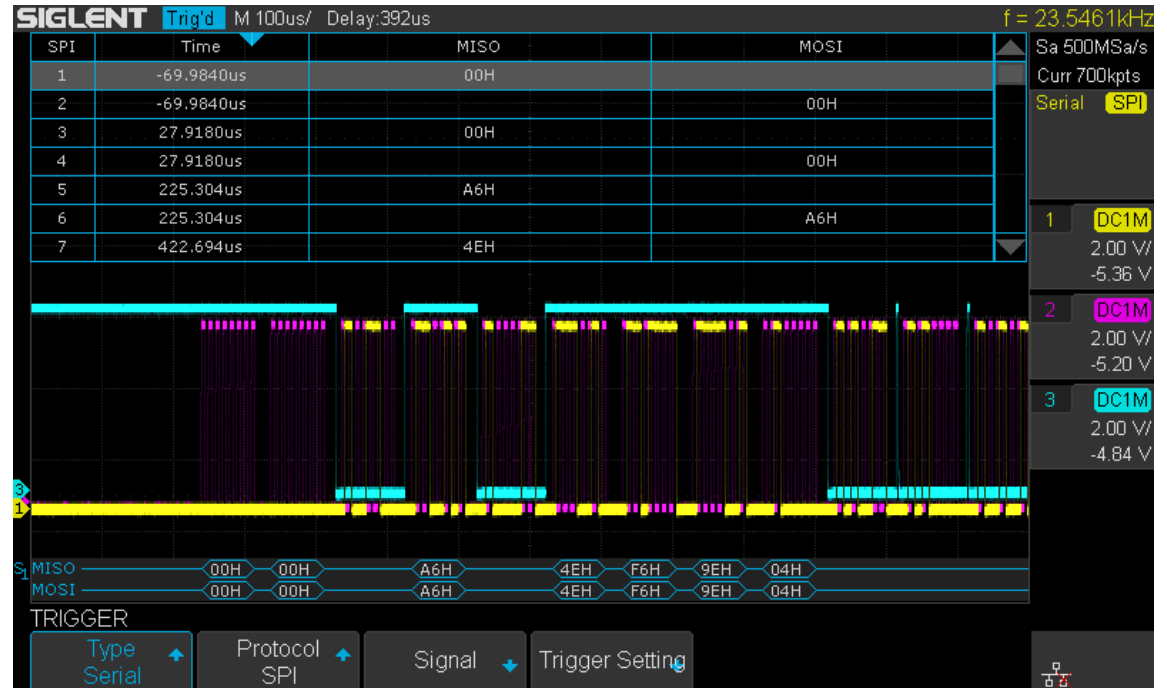 SIGLENT Trig'd M 100us/ Delay:392us f = 23.5461kHz
SPI Time MISO MOSI
1 -69.9840us 00H
2 -69.9840us 00H
3 27.9180us 00H
4 27.9180us 00H
5 225.304us A6H
6 225.304us A6H
7 422.694us 4EH
Sa 500MSa/s
Curr 700kpts
Serial SPI
1 DC1M
2.00 V/
-5.36 V
2 DC1M
2.00 V/
-5.20 V
3 DC1M
2.00 V/
-4.84 V
3
1
S1 MISO 00H 00H A6H 4EH F6H 9EH 04H
MOSI 00H 00H A6H 4EH F6H 9EH 04H
TRIGGER
Type Protocol Signal Trigger Setting
Serial SPI